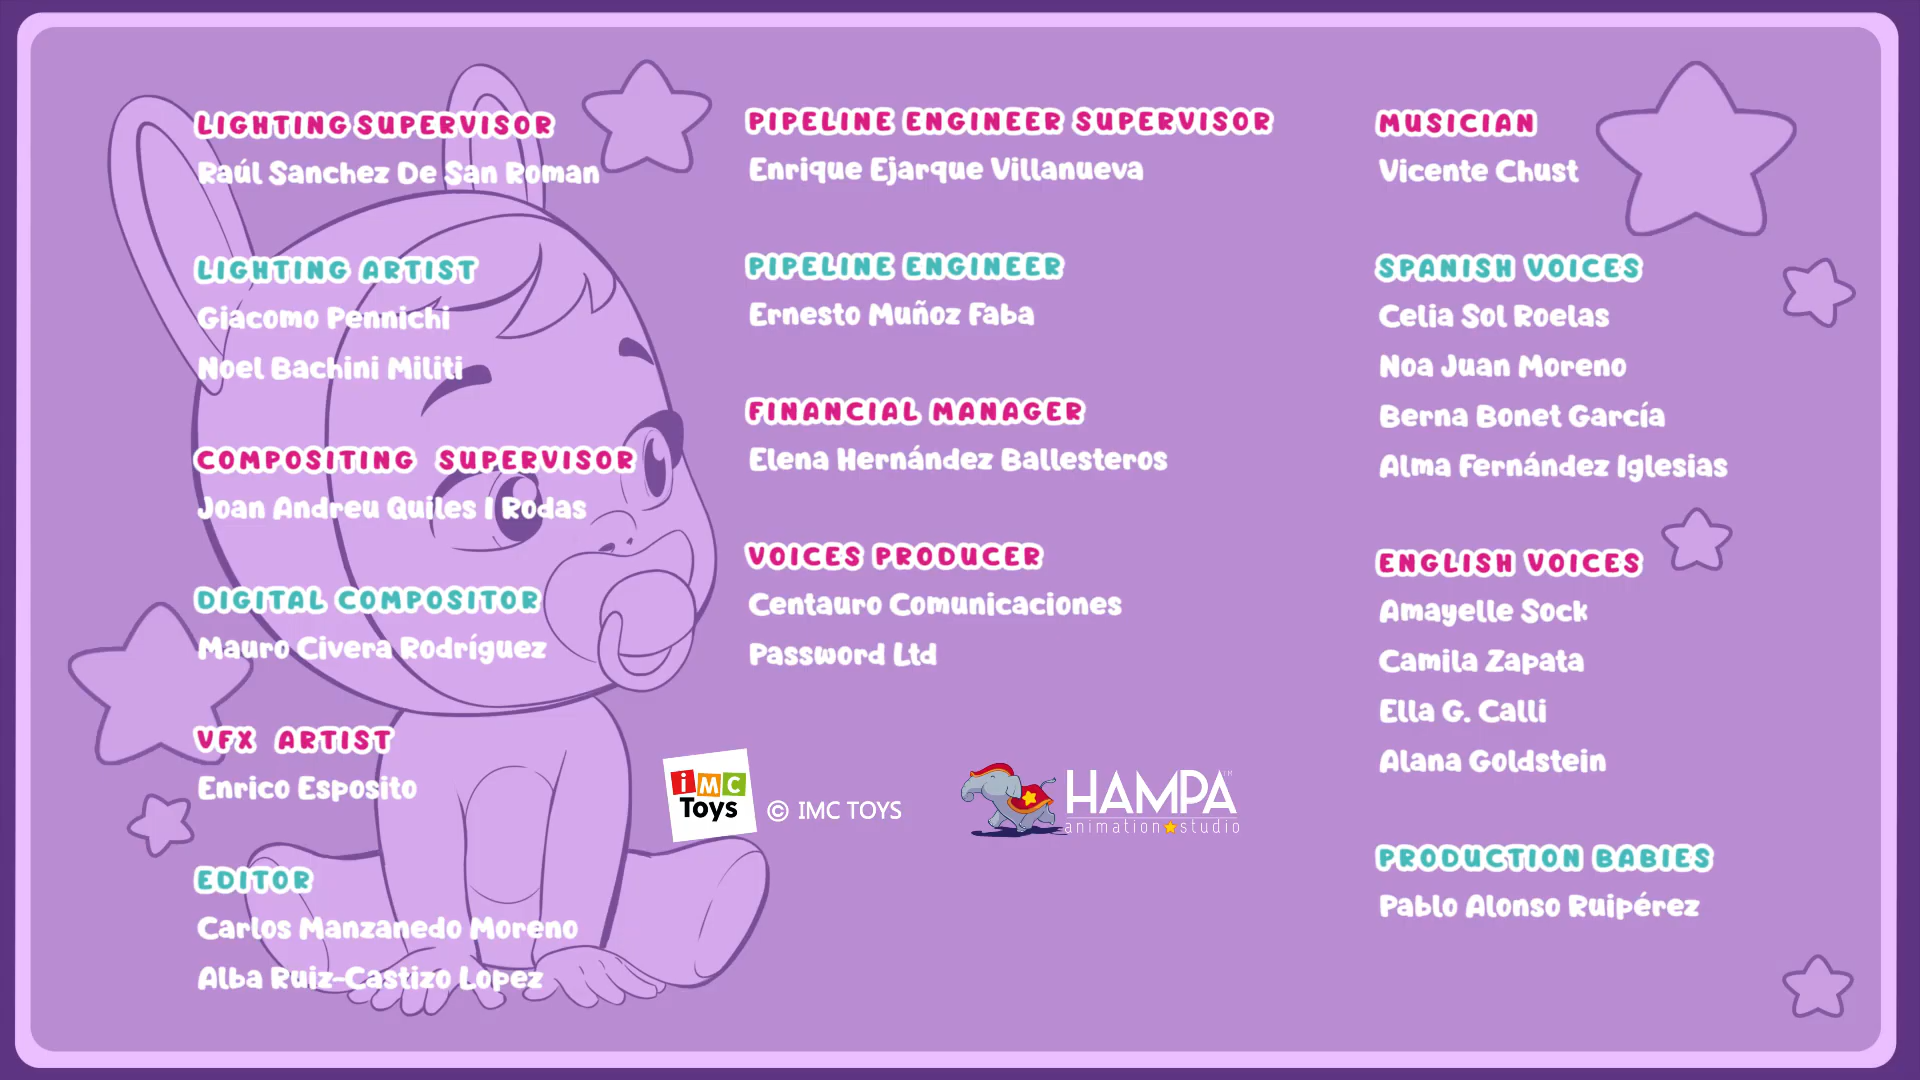 LIGHTING SUPERVISOR
Raúl Sanchez De San Roman
LIGHTING ARTIST
Giacomo Pennichi
Noel Bachini Militi
COMPOSITING SUPERVISOR
Joan Andreu Quiles I Rodas
DIGITAL COMPOSITOR
Mauro Civera Rodríguez
VFX ARTIST
Enrico Esposito
EDITOR
Carlos Manzanedo Moreno
Alba Ruiz-Castizo Lopez
PIPELINE ENGINEER SUPERVISOR
Enrique Ejarque Villanueva
PIPELINE ENGINEER
Ernesto Muñoz Faba
FINANCIAL MANAGER
Elena Hernández Ballesteros
VOICES PRODUCER
Centauro Comunicaciones
Password Ltd
iMC
Toys
© IMC TOYS
HAMPA™
animation studio
MUSICIAN
Vicente Chust
SPANISH VOICES
Celia Sol Roelas
Noa Juan Moreno
Berna Bonet García
Alma Fernández Iglesias
ENGLISH VOICES
Amayelle Sock
Camila Zapata
Ella G. Calli
Alana Goldstein
PRODUCTION BABIES
Pablo Alonso Ruipérez